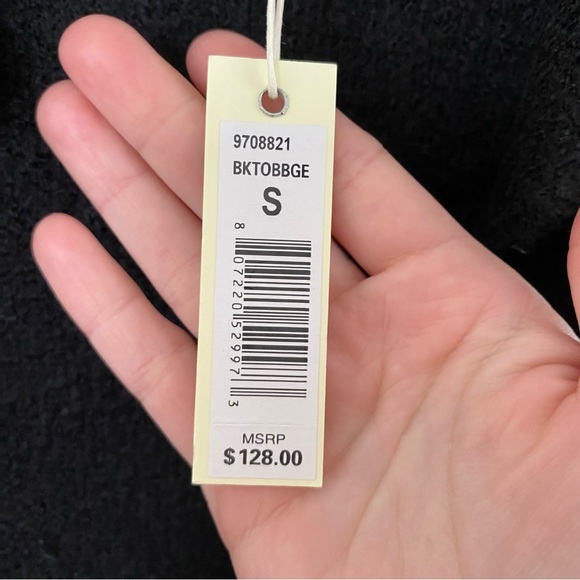 9708821
BKTOBBGE
S
8 07220 52997 3
MSRP
$128.00